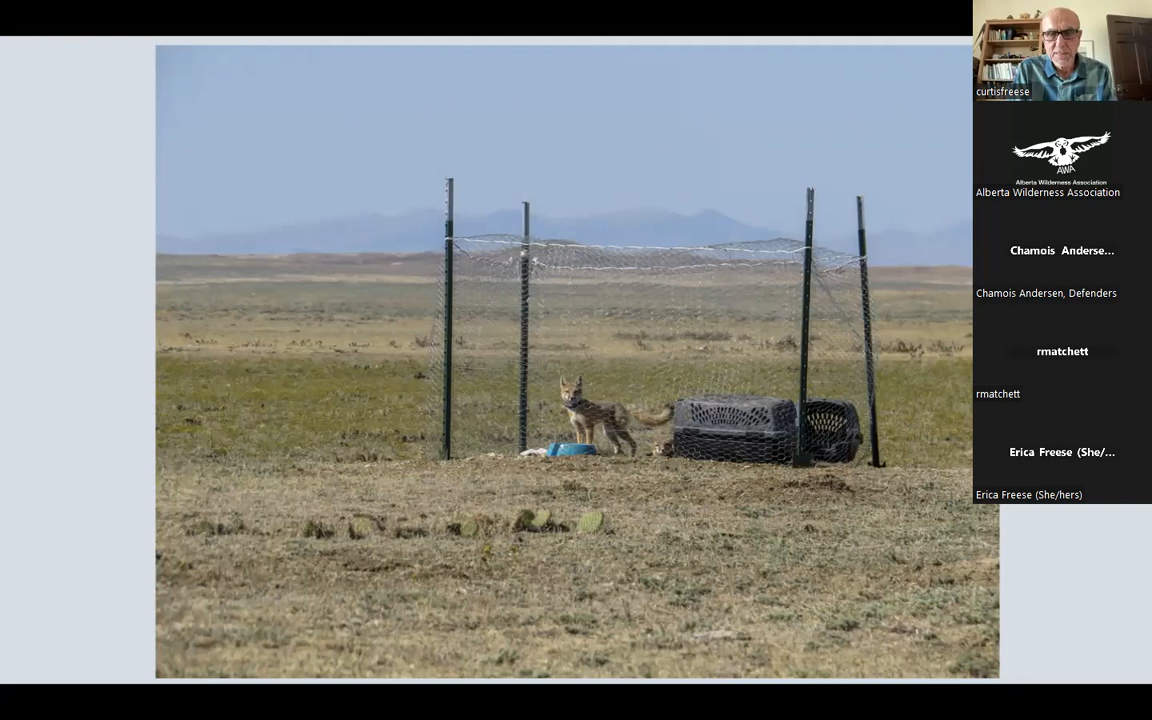 curtisfreese
AWA
Alberta Wilderness Association
Alberta Wilderness Association
Chamois Anderse...
Chamois Andersen, Defenders
rmatchett
rmatchett
Erica Freese (She/...
Erica Freese (She/hers)